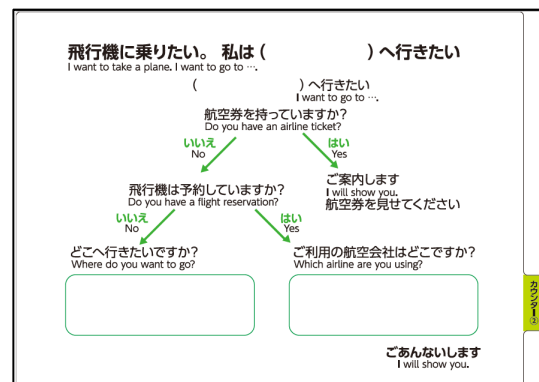 飛行機に乗りたい。 私は (　　　　　　) へ行きたい
I want to take a plane. I want to go to ….
(　　　　　　) へ行きたい
I want to go to ….
航空券を持っていますか?
Do you have an airline ticket?
いいえ
No
はい
Yes
飛行機は予約していますか?
Do you have a flight reservation?
ご案内します
I will show you.
航空券を見せてください
いいえ
No
はい
Yes
どこへ行きたいですか?
Where do you want to go?
ご利用の航空会社はどこですか?
Which airline are you using?
カウンター②
ごあんないします
I will show you.